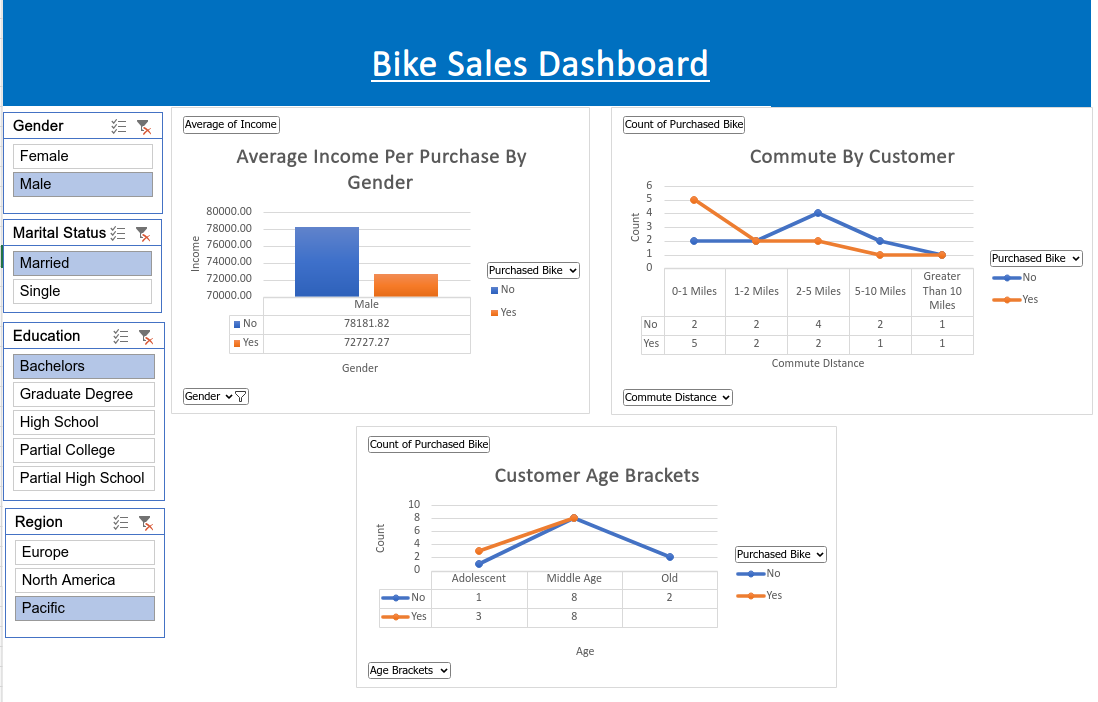 Bike Sales Dashboard
Gender
Female
Male
Marital Status
Married
Single
Education
Bachelors
Graduate Degree
High School
Partial College
Partial High School
Region
Europe
North America
Pacific
Average of Income
Average Income Per Purchase By
Gender
80000.00
78000.00
76000.00
74000.00
72000.00
70000.00
Income
Male
No 78181.82
Yes 72727.27
Gender
Purchased Bike
No
Yes
Gender
Count of Purchased Bike
Commute By Customer
6
5
4
3
2
1
0
Count
0-1 Miles 1-2 Miles 2-5 Miles 5-10 Miles Greater
Than 10
Miles
No 2 2 4 2 1
Yes 5 2 2 1 1
Commute DIstance
Purchased Bike
No
Yes
Commute Distance
Count of Purchased Bike
Customer Age Brackets
10
8
6
4
2
0
Count
Adolescent Middle Age Old
No 1 8 2
Yes 3 8
Age
Purchased Bike
No
Yes
Age Brackets